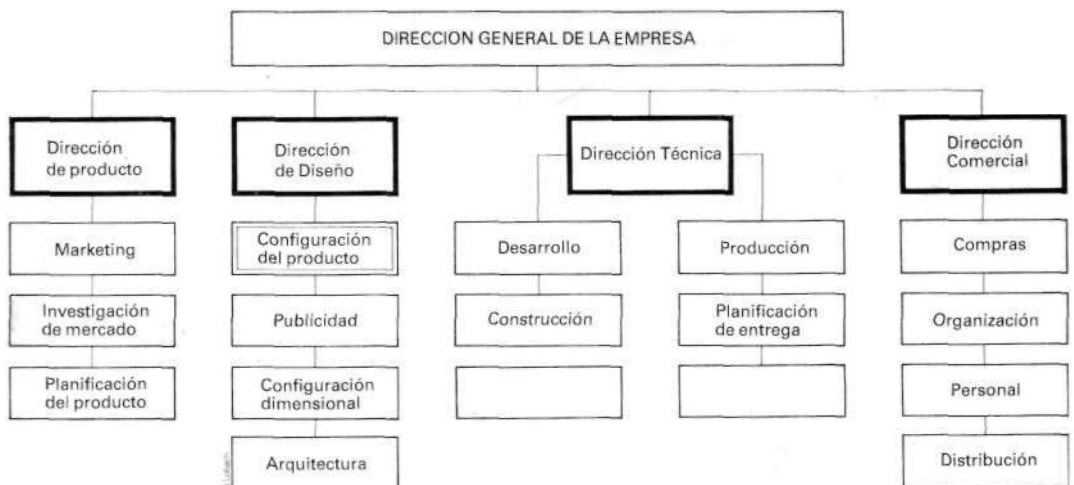 DIRECCION GENERAL DE LA EMPRESA
Dirección
de producto
Dirección
de Diseño
Dirección Técnica
Dirección
Comercial
Marketing
Configuración
del producto
Desarrollo
Producción
Compras
Investigación
de mercado
Publicidad
Construcción
Planificación
de entrega
Organización
Planificación
del producto
Configuración
dimensional
Personal
Arquitectura
Distribución